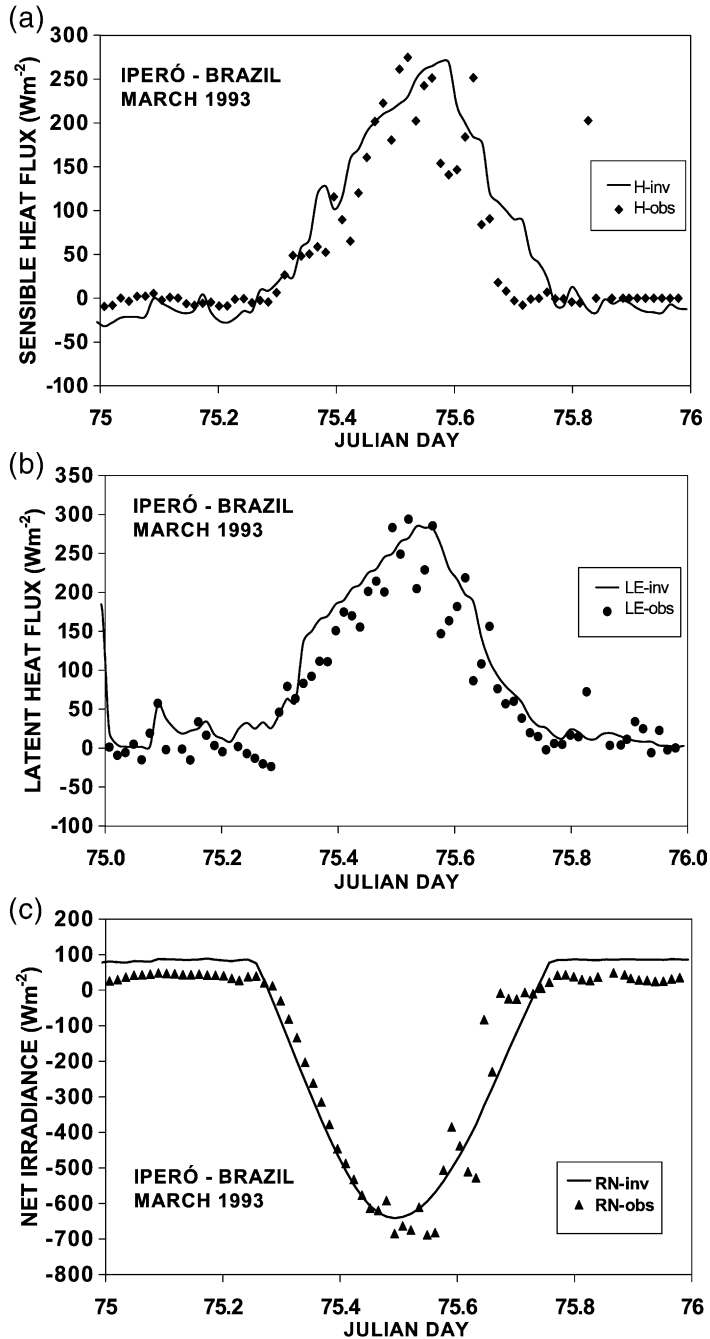 (a)
300
250
200
150
100
50
0
-50
-100
SENSIBLE HEAT FLUX (Wm-2)
IPERÓ - BRAZIL
MARCH 1993
H-inv
H-obs
75 75.2 75.4 75.6 75.8 76
JULIAN DAY
(b)
350
300
250
200
150
100
50
0
-50
-100
LATENT HEAT FLUX (Wm-2)
IPERÓ - BRAZIL
MARCH 1993
LE-inv
LE-obs
75.0 75.2 75.4 75.6 75.8 76.0
JULIAN DAY
(c)
200
100
0
-100
-200
-300
-400
-500
-600
-700
-800
NET IRRADIANCE (Wm-2)
IPERÓ - BRAZIL
MARCH 1993
RN-inv
RN-obs
75 75.2 75.4 75.6 75.8 76
JULIAN DAY